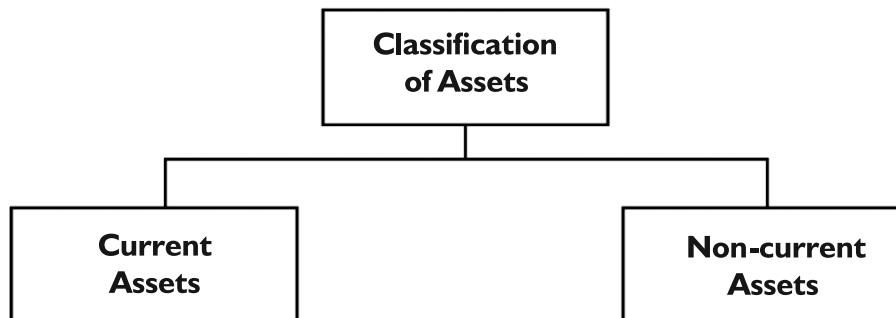 Classification
of Assets
Current
Assets
Non-current
Assets